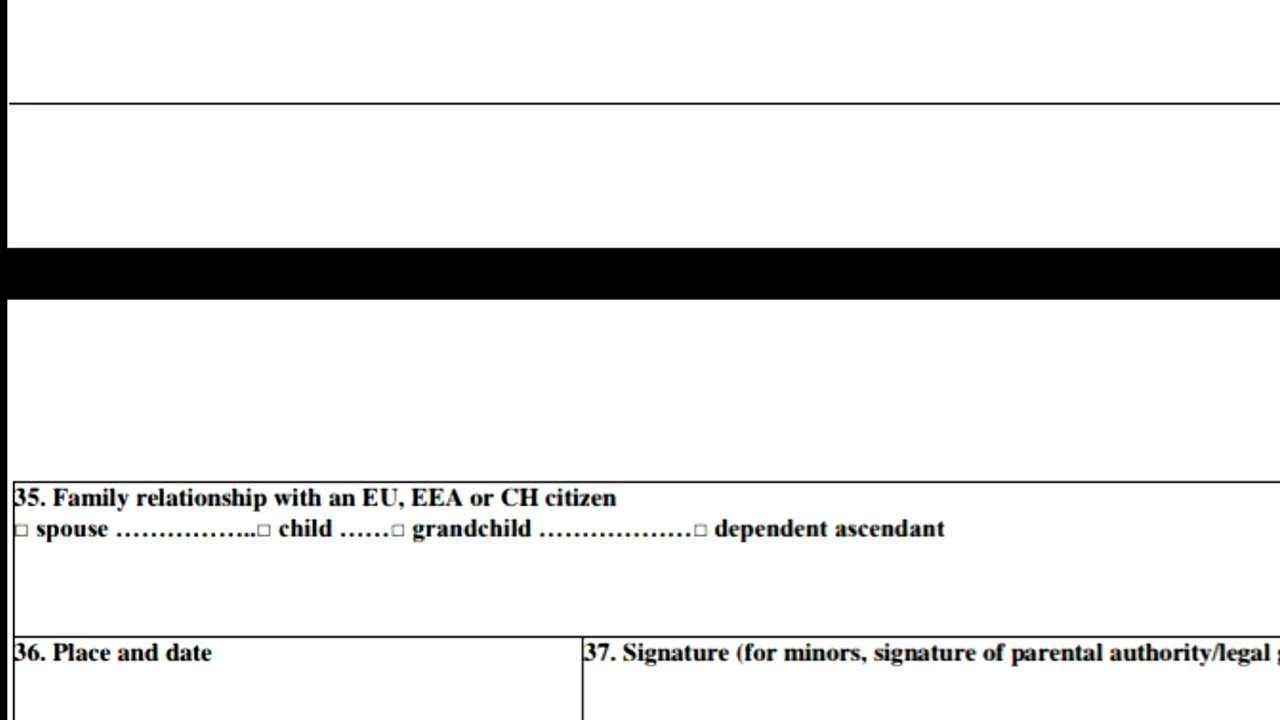 35. Family relationship with an EU, EEA or CH citizen
□ spouse ……………..□ child ……□ grandchild ………………□ dependent ascendant
36. Place and date
37. Signature (for minors, signature of parental authority/legal